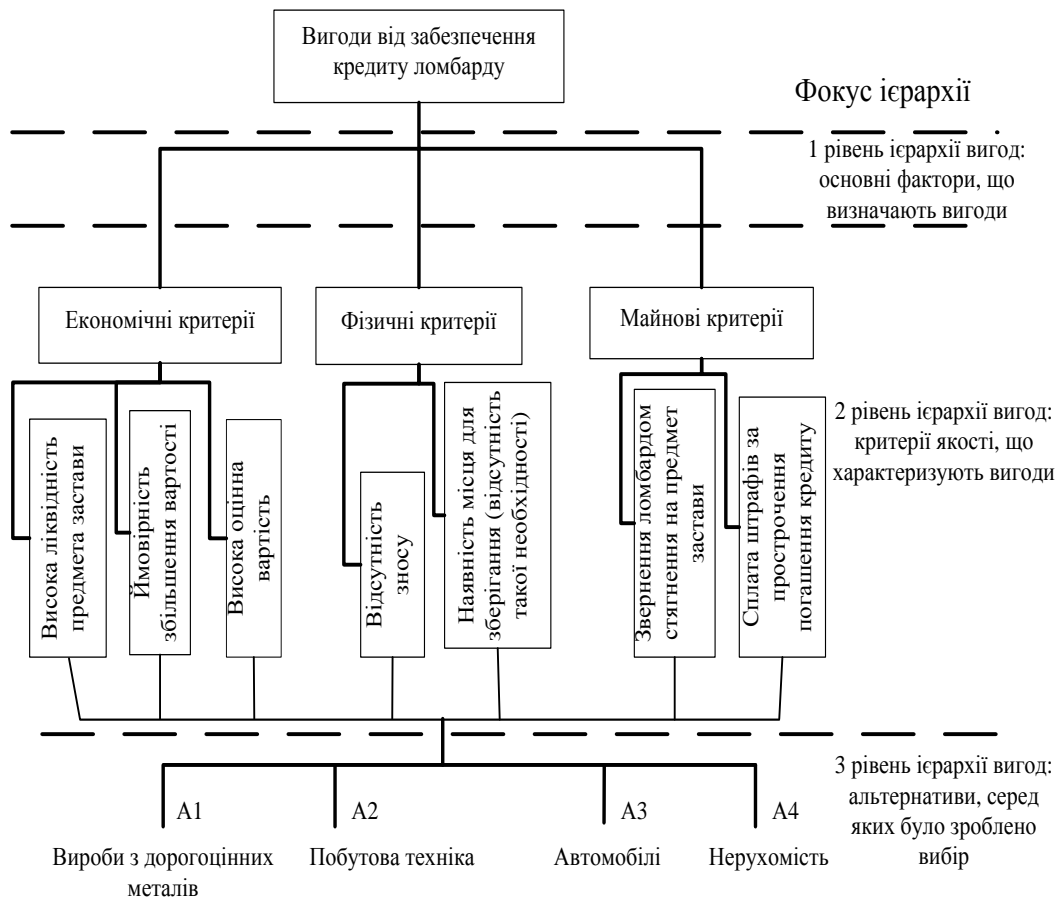 Вигоди від забезпечення
кредиту ломбарду
Фокус ієрархії
1 рівень ієрархії вигод:
основні фактори, що
визначають вигоди
Економічні критерії
Фізичні критерії
Майнові критерії
Висока ліквідність
предмета застави
Ймовірність
збільшення вартості
Висока оцінна
вартість
Відсутність
зносу
Наявність місця для
зберігання (відсутність
такої необхідності)
Звернення ломбардом
стягнення на предмет
застави
Сплата штрафів за
прострочення
погашення кредиту
2 рівень ієрархії вигод:
критерії якості, що
характеризують вигоди
3 рівень ієрархії вигод:
альтернативи, серед
яких було зроблено
вибір
А1
А2
А3
А4
Вироби з дорогоцінних
металів
Побутова техніка
Автомобілі
Нерухомість